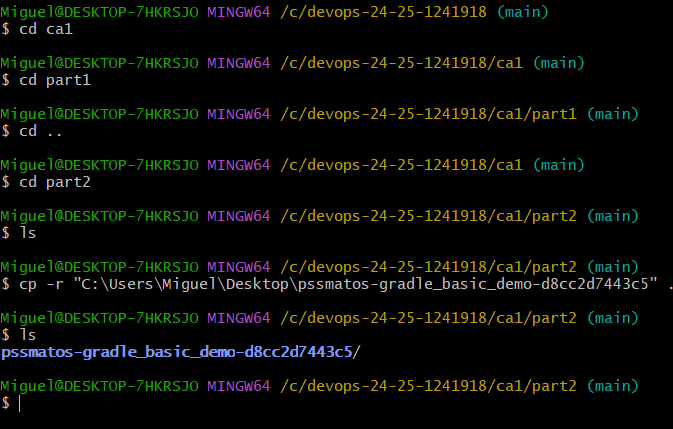 Miguel@DESKTOP-7HKRSJO MINGW64 /c/devops-24-25-1241918 (main)
$ cd ca1
Miguel@DESKTOP-7HKRSJO MINGW64 /c/devops-24-25-1241918/ca1 (main)
$ cd part1
Miguel@DESKTOP-7HKRSJO MINGW64 /c/devops-24-25-1241918/ca1/part1 (main)
$ cd ..
Miguel@DESKTOP-7HKRSJO MINGW64 /c/devops-24-25-1241918/ca1 (main)
$ cd part2
Miguel@DESKTOP-7HKRSJO MINGW64 /c/devops-24-25-1241918/ca1/part2 (main)
$ ls
Miguel@DESKTOP-7HKRSJO MINGW64 /c/devops-24-25-1241918/ca1/part2 (main)
$ cp -r "C:\Users\Miguel\Desktop\pssmatos-gradle_basic_demo-d8cc2d7443c5" .
Miguel@DESKTOP-7HKRSJO MINGW64 /c/devops-24-25-1241918/ca1/part2 (main)
$ ls
pssmatos-gradle_basic_demo-d8cc2d7443c5/
Miguel@DESKTOP-7HKRSJO MINGW64 /c/devops-24-25-1241918/ca1/part2 (main)
$